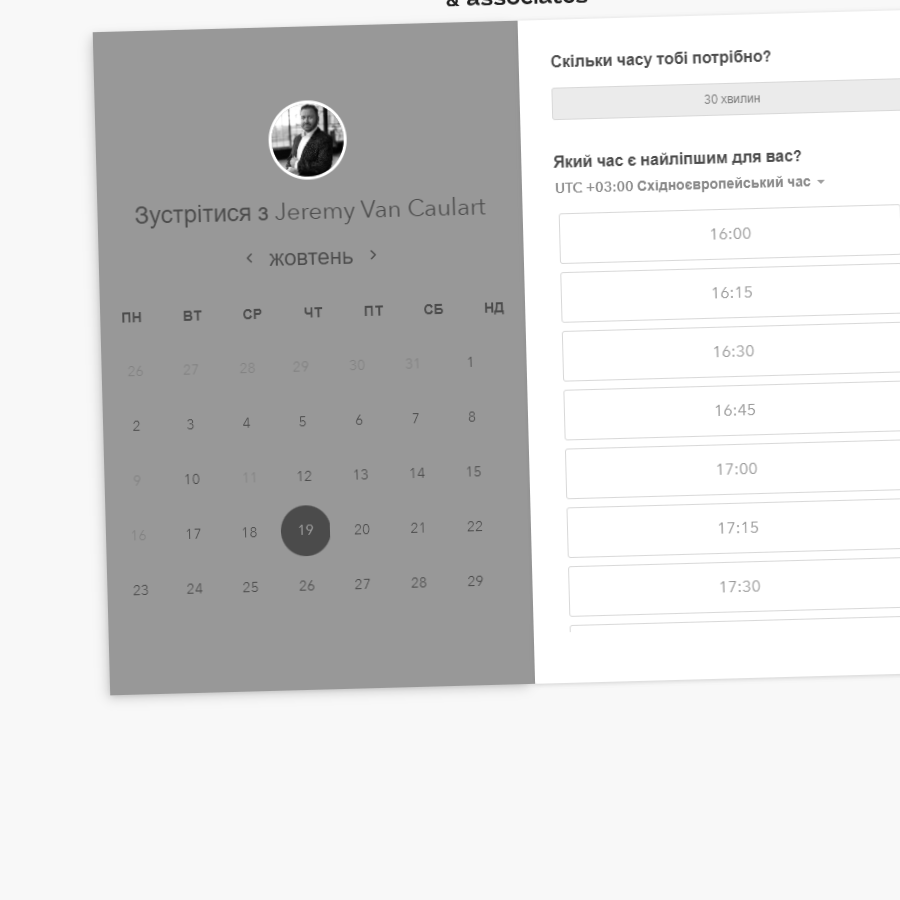 & associates
Зустрітися з Jeremy Van Caulart
жовтень
ПН ВТ СР ЧТ ПТ СБ НД
26 27 28 29 30 31 1
2 3 4 5 6 7 8
9 10 11 12 13 14 15
16 17 18 19 20 21 22
23 24 25 26 27 28 29
Скільки часу тобі потрібно?
30 хвилин
Який час є найліпшим для вас?
UTC +03:00 Східноєвропейський час
16:00
16:15
16:30
16:45
17:00
17:15
17:30